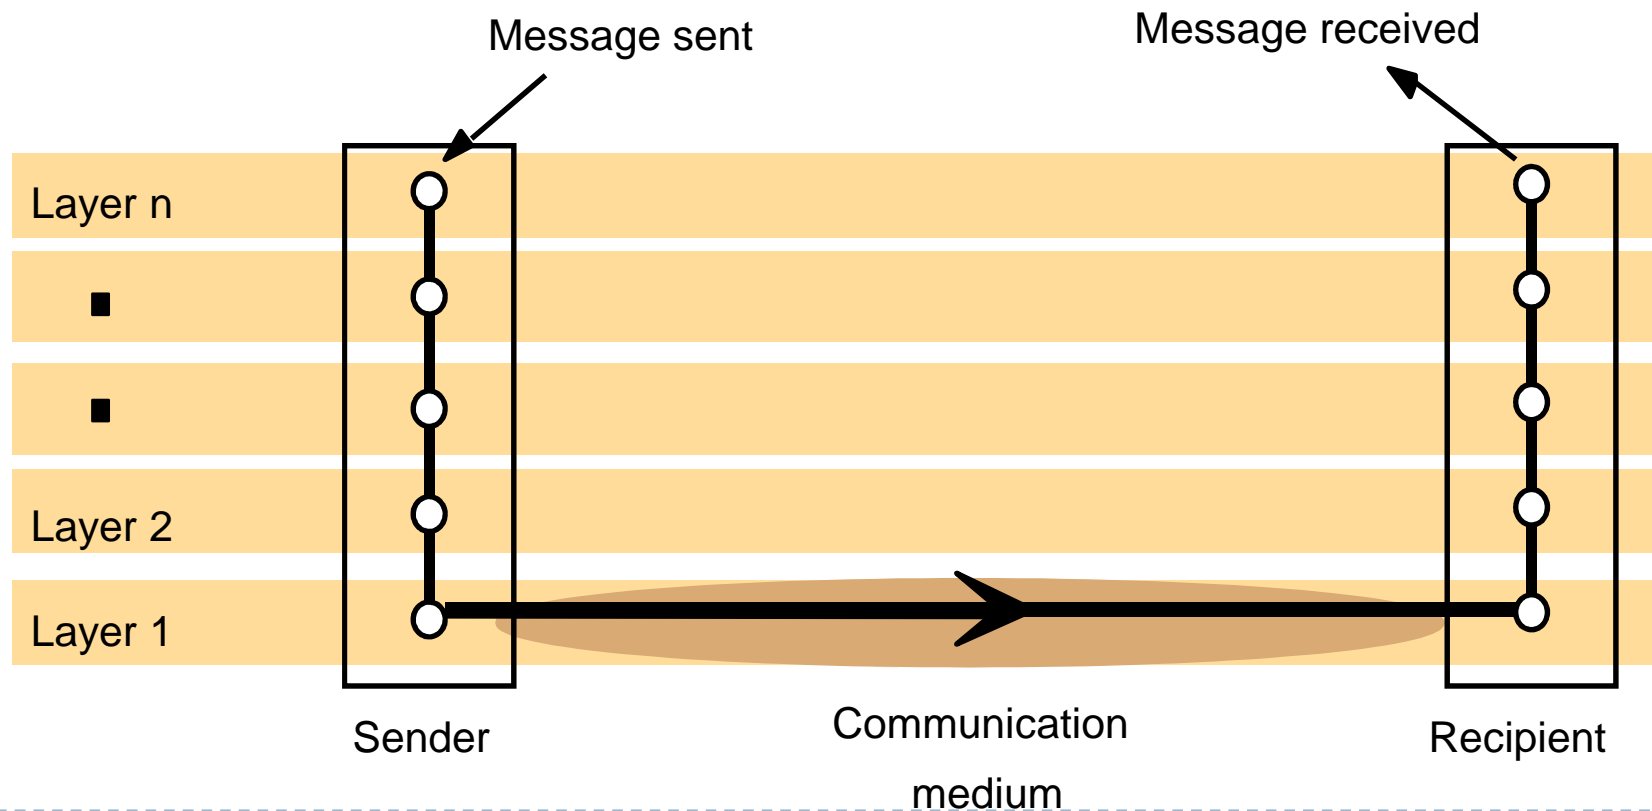 Message sent
Message received
Layer n
Layer 2
Layer 1
Sender
Communication
medium
Recipient